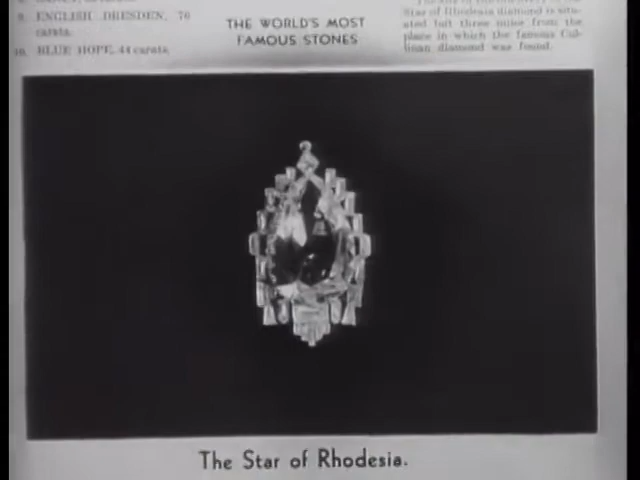 9. ENGLISH DRESDEN, 76
carats.
10. BLUE HOPE, 44 carats.
THE WORLD'S MOST
FAMOUS STONES
Star of Rhodesia diamond is situ-
ated but three miles from the
place in which the famous Cul-
linan diamond was found.
The Star of Rhodesia.